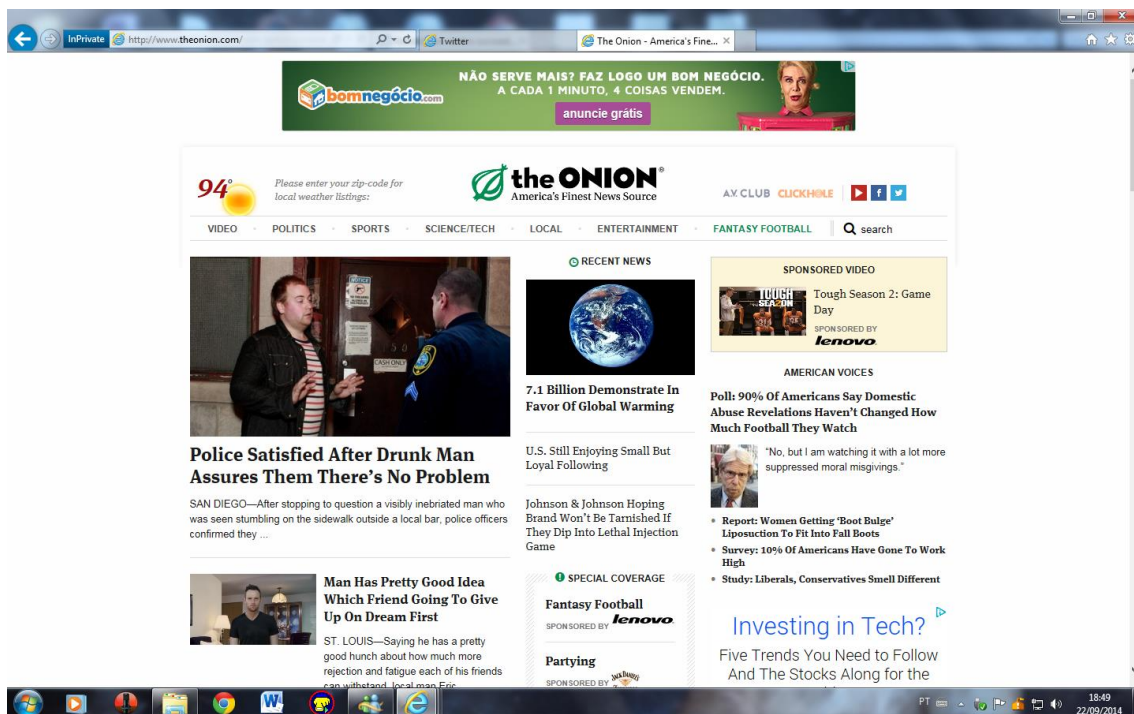 InPrivate
http://www.theonion.com/
Twitter
The Onion - America's Fine...
bomnegócio.com
NÃO SERVE MAIS? FAZ LOGO UM BOM NEGÓCIO.
A CADA 1 MINUTO, 4 COISAS VENDEM.
anuncie grátis
94°
Please enter your zip-code for
local weather listings:
the ONION®
America's Finest News Source
A.V. CLUB CLICKHOLE
VIDEO POLITICS SPORTS SCIENCE/TECH LOCAL ENTERTAINMENT FANTASY FOOTBALL search
NOTICE
CASH ONLY
Police Satisfied After Drunk Man
Assures Them There's No Problem
SAN DIEGO—After stopping to question a visibly inebriated man who
was seen stumbling on the sidewalk outside a local bar, police officers
confirmed they ...
Man Has Pretty Good Idea
Which Friend Going To Give
Up On Dream First
ST. LOUIS—Saying he has a pretty
good hunch about how much more
rejection and fatigue each of his friends
can withstand, local man Eric
RECENT NEWS
7.1 Billion Demonstrate In
Favor Of Global Warming
U.S. Still Enjoying Small But
Loyal Following
Johnson & Johnson Hoping
Brand Won't Be Tarnished If
They Dip Into Lethal Injection
Game
SPECIAL COVERAGE
Fantasy Football
SPONSORED BY lenovo
Partying
SPONSORED BY JACK DANIEL'S
SPONSORED VIDEO
TOUGH
SEASON
Tough Season 2: Game
Day
SPONSORED BY
lenovo
AMERICAN VOICES
Poll: 90% Of Americans Say Domestic
Abuse Revelations Haven't Changed How
Much Football They Watch
"No, but I am watching it with a lot more
suppressed moral misgivings."
Report: Women Getting 'Boot Bulge'
Liposuction To Fit Into Fall Boots
Survey: 10% Of Americans Have Gone To Work
High
Study: Liberals, Conservatives Smell Different
Investing in Tech?
Five Trends You Need to Follow
And The Stocks Along for the
PT
18:49
22/09/2014